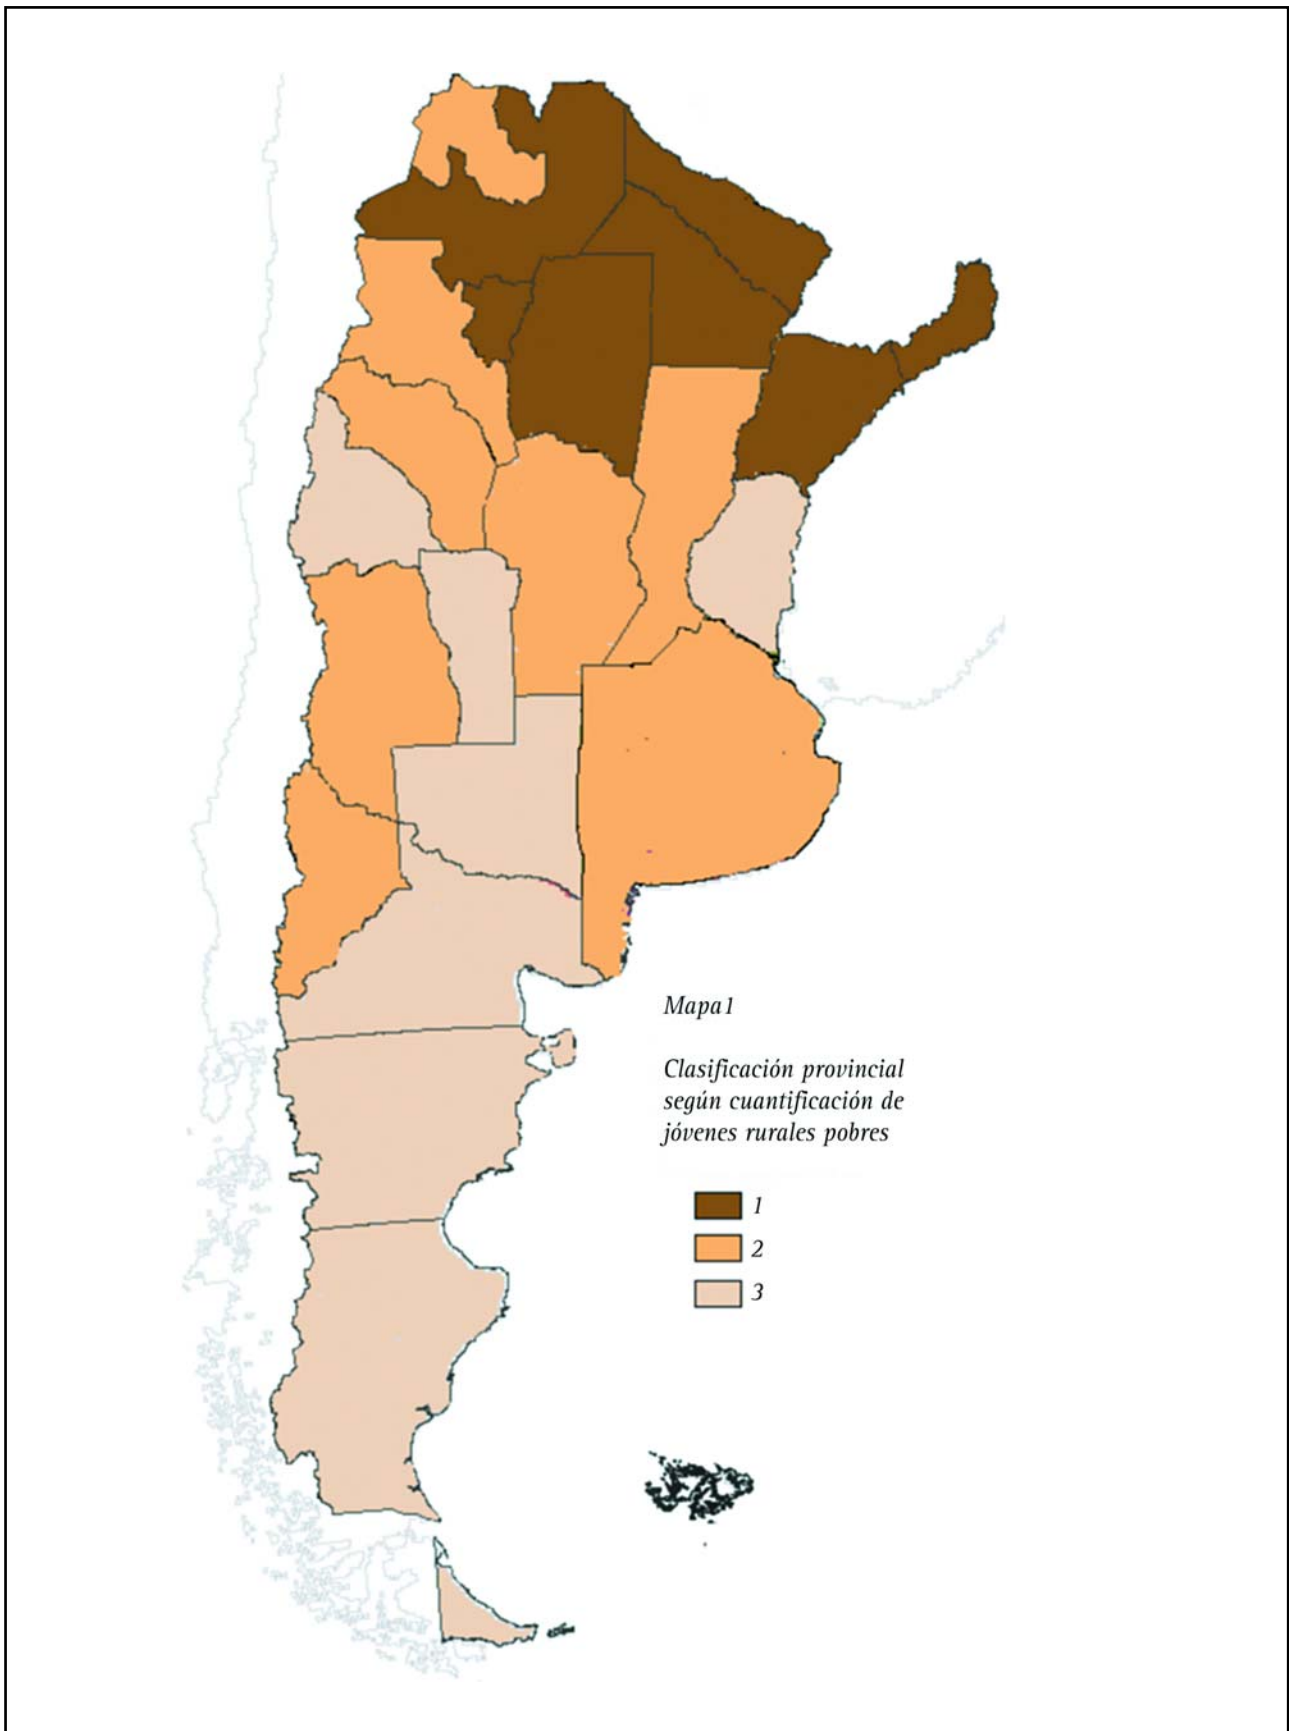 Mapa1
Clasificación provincial
según cuantificación de
jóvenes rurales pobres
1
2
3